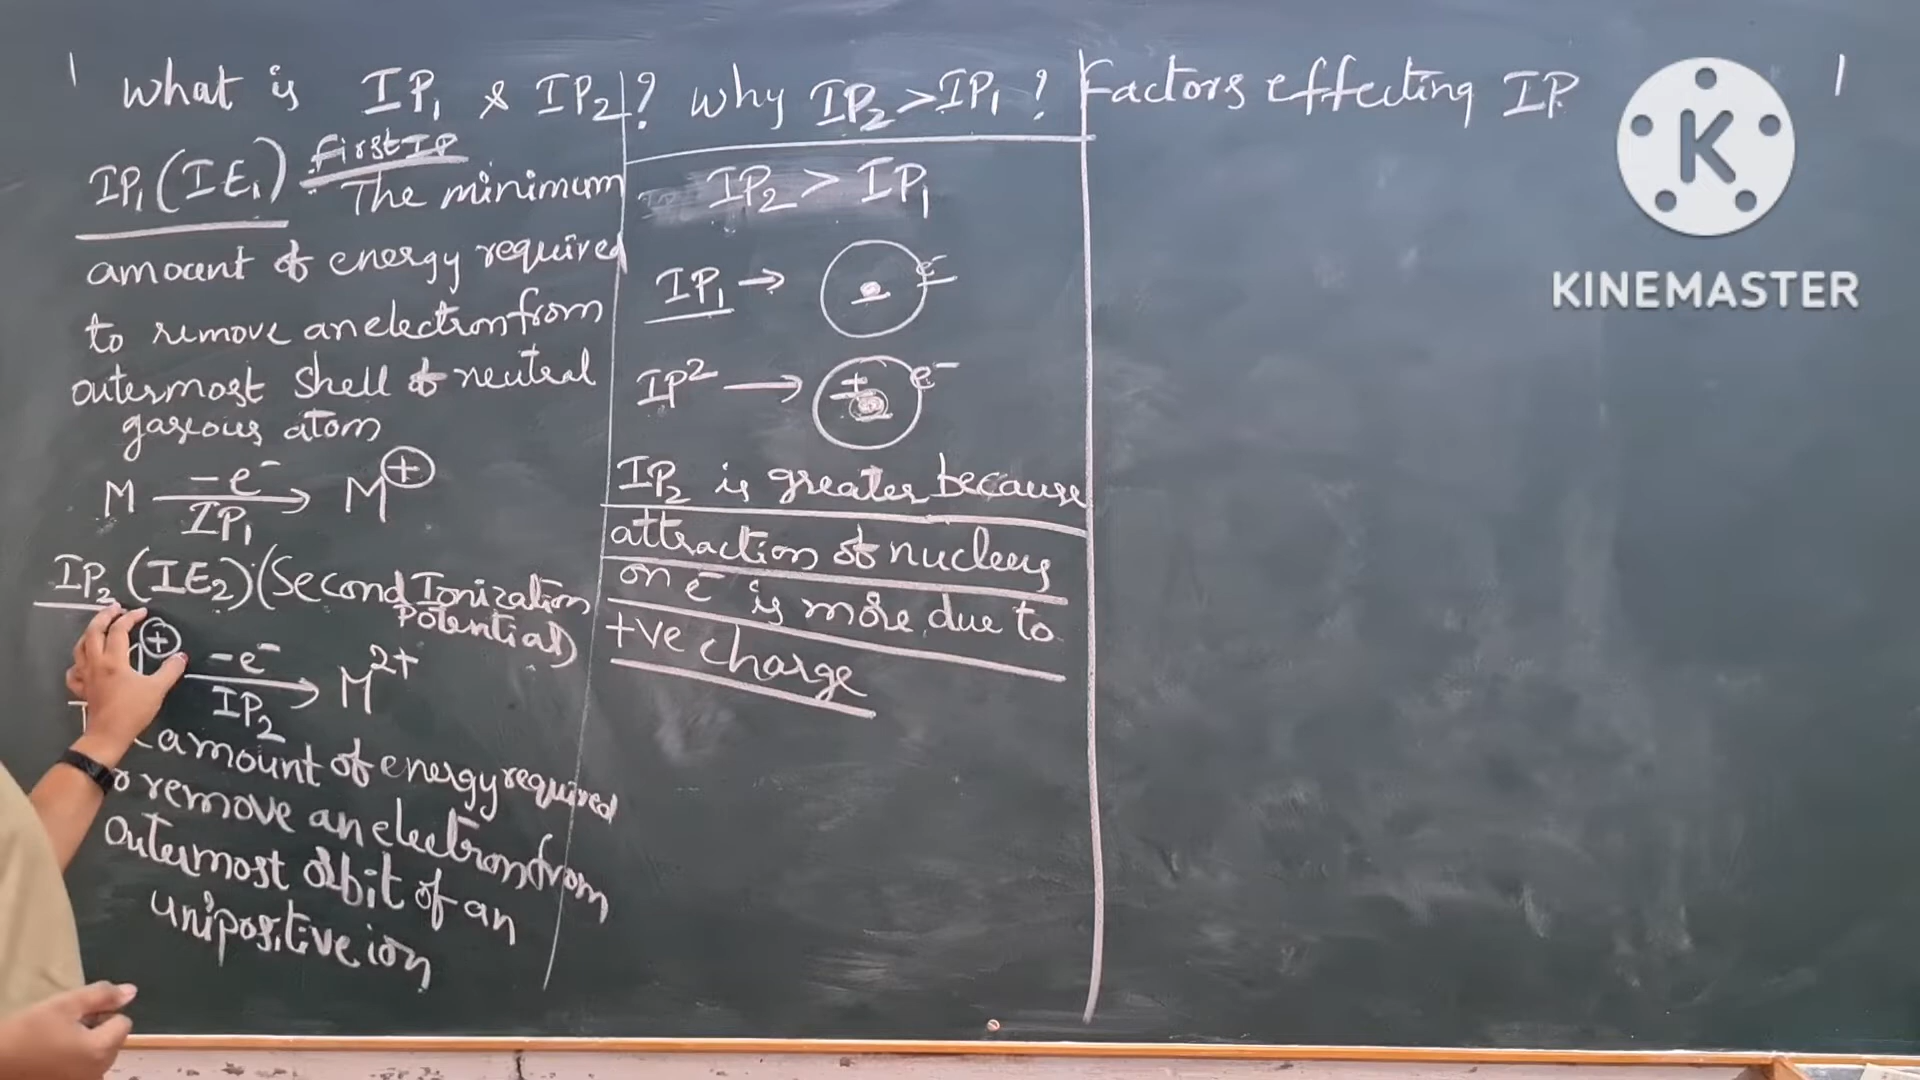 What is IP₁ & IP₂ ? Why IP₂ > IP₁ ?
IP₁ (IE₁) First IP
The minimum
amount of energy required
to remove an electron from
outermost shell of neutral
gaseous atom
M -e⁻ → M⁺
IP₁
IP₂ (IE₂) (Second Ionization
Potential)
⁺ -e⁻ → M²⁺
IP₂
amount of energy required
remove an electron from
outermost orbit of an
unipositive ion
IP₂ > IP₁
IP₁ → e⁻
IP² → + e⁻
IP₂ is greater because
attraction of nucleus
on e⁻ is more due to
+ve charge
Factors effecting IP
K
KINEMASTER